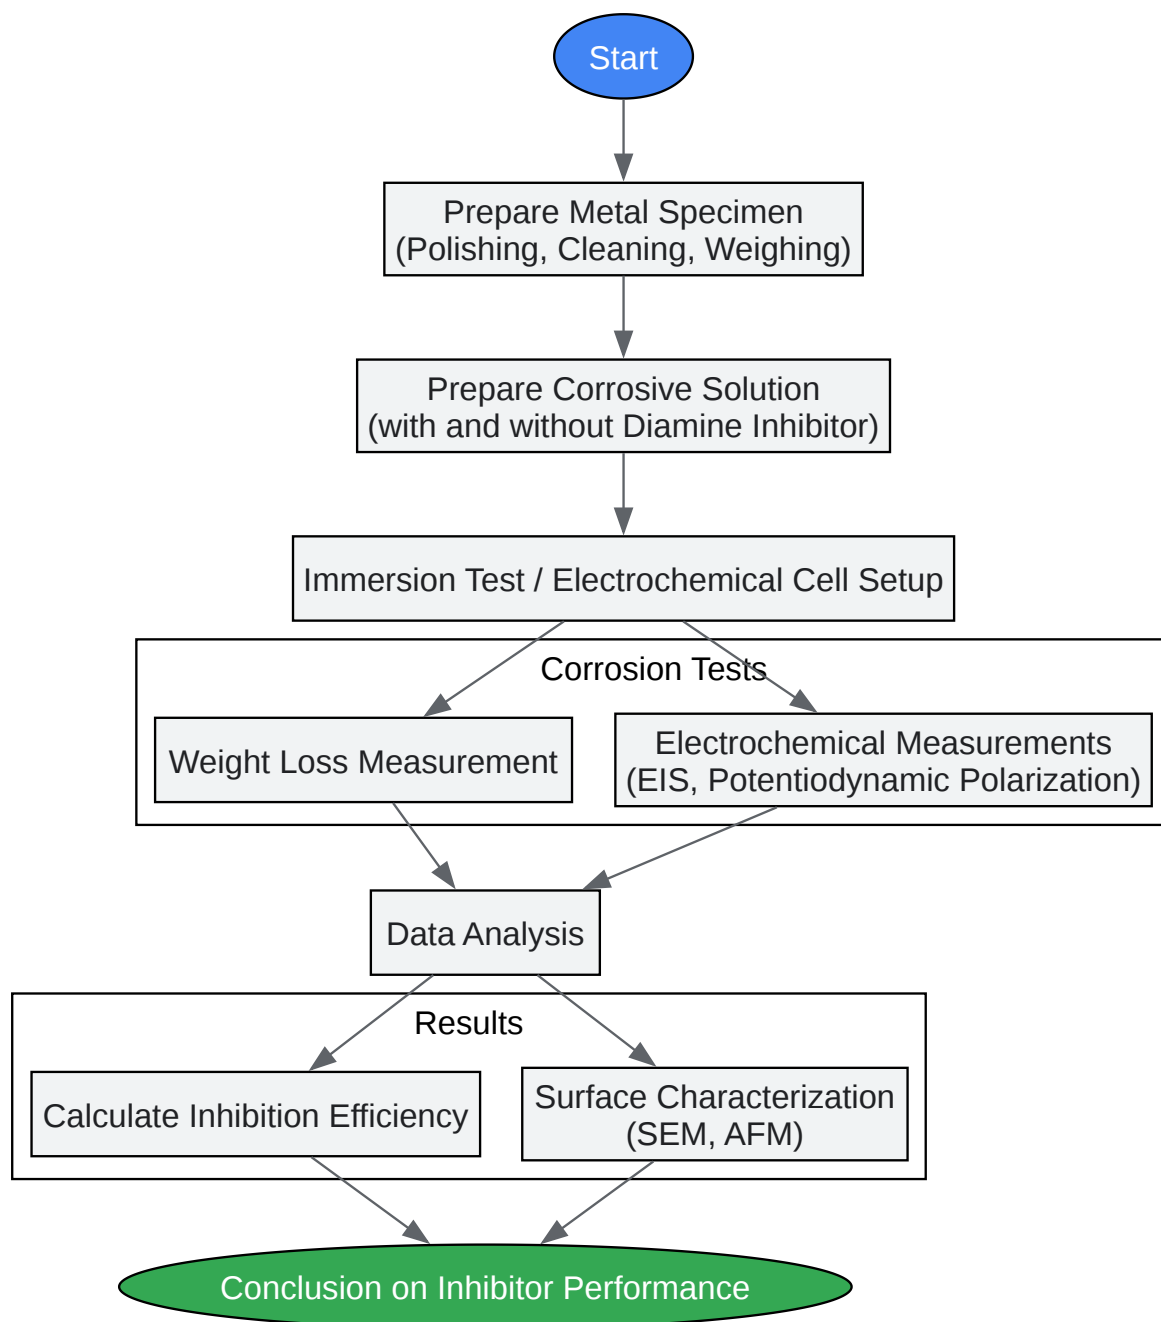 Start
Prepare Metal Specimen
(Polishing, Cleaning, Weighing)
Prepare Corrosive Solution
(with and without Diamine Inhibitor)
Immersion Test / Electrochemical Cell Setup
Corrosion Tests
Weight Loss Measurement
Electrochemical Measurements
(EIS, Potentiodynamic Polarization)
Data Analysis
Results
Calculate Inhibition Efficiency
Surface Characterization
(SEM, AFM)
Conclusion on Inhibitor Performance